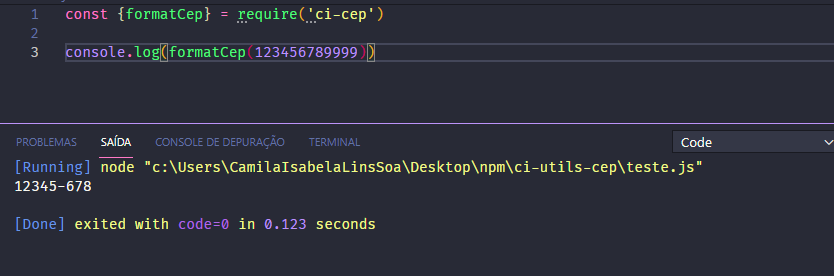 1 const {formatCep} = require('ci-cep')
2
3 console.log(formatCep(123456789999))
PROBLEMAS SAÍDA CONSOLE DE DEPURAÇÃO TERMINAL Code
[Running] node "c:\Users\CamilaIsabelaLinsSoa\Desktop\npm\ci-utils-cep\teste.js"
12345-678
[Done] exited with code=0 in 0.123 seconds